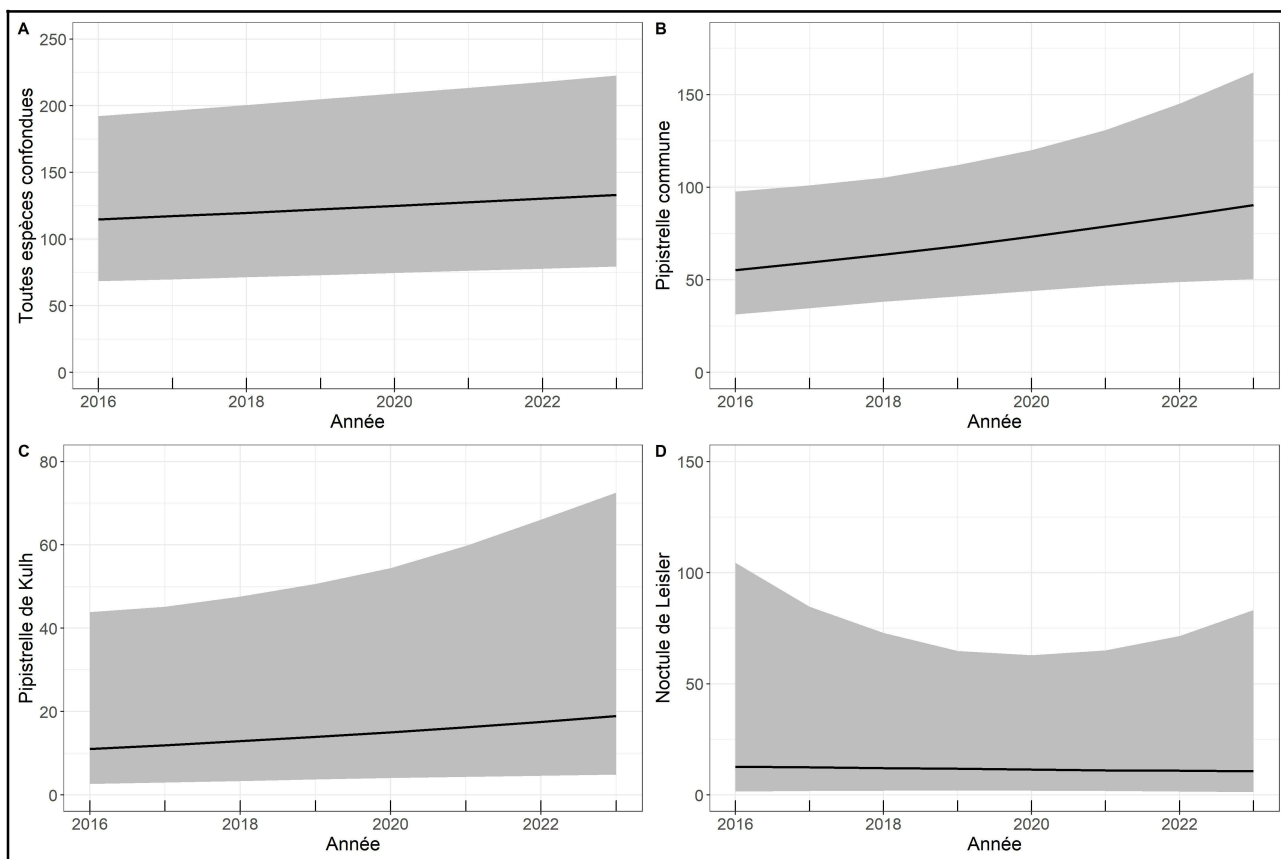 A
250
200
150
100
50
0
Toutes espèces confondues
2016
2018
2020
2022
Année
B
150
100
50
0
Pipistrelle commune
2016
2018
2020
2022
Année
C
80
60
40
20
0
Pipistrelle de Kulh
2016
2018
2020
2022
Année
D
150
100
50
0
Noctule de Leisler
2016
2018
2020
2022
Année